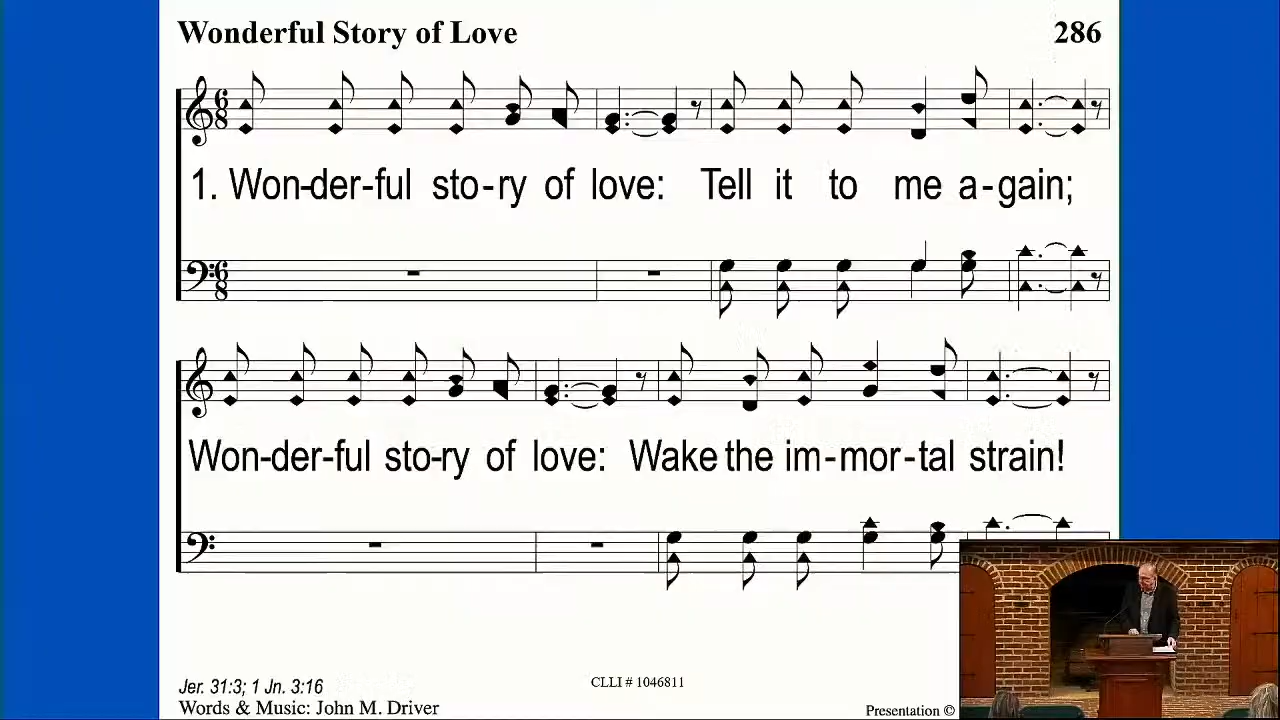 Wonderful Story of Love 286
1. Won-der-ful sto-ry of love: Tell it to me a-gain;
Won-der-ful sto-ry of love: Wake the im-mor-tal strain!
Jer. 31:3; 1 Jn. 3:16
CLLI # 1046811
Words & Music: John M. Driver
Presentation ©